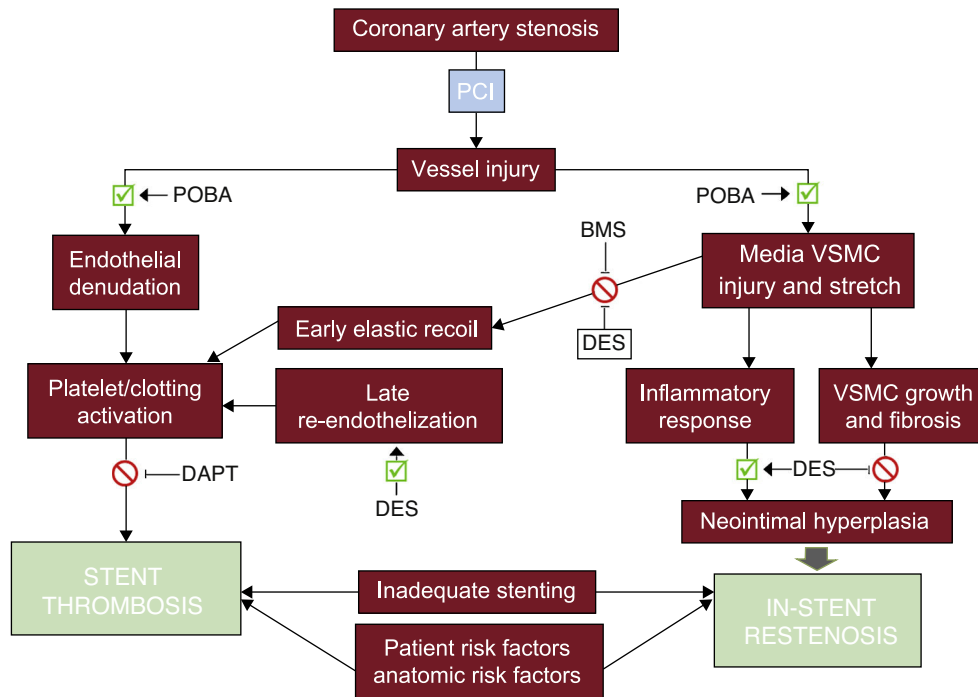 Coronary artery stenosis
PCI
Vessel injury
POBA
POBA
BMS
Endothelial
denudation
Media VSMC
injury and stretch
Early elastic recoil
DES
Platelet/clotting
activation
Late
re-endothelization
Inflammatory
response
VSMC growth
and fibrosis
DAPT
DES
DES
Neointimal hyperplasia
STENT
THROMBOSIS
Inadequate stenting
IN-STENT
RESTENOSIS
Patient risk factors
anatomic risk factors